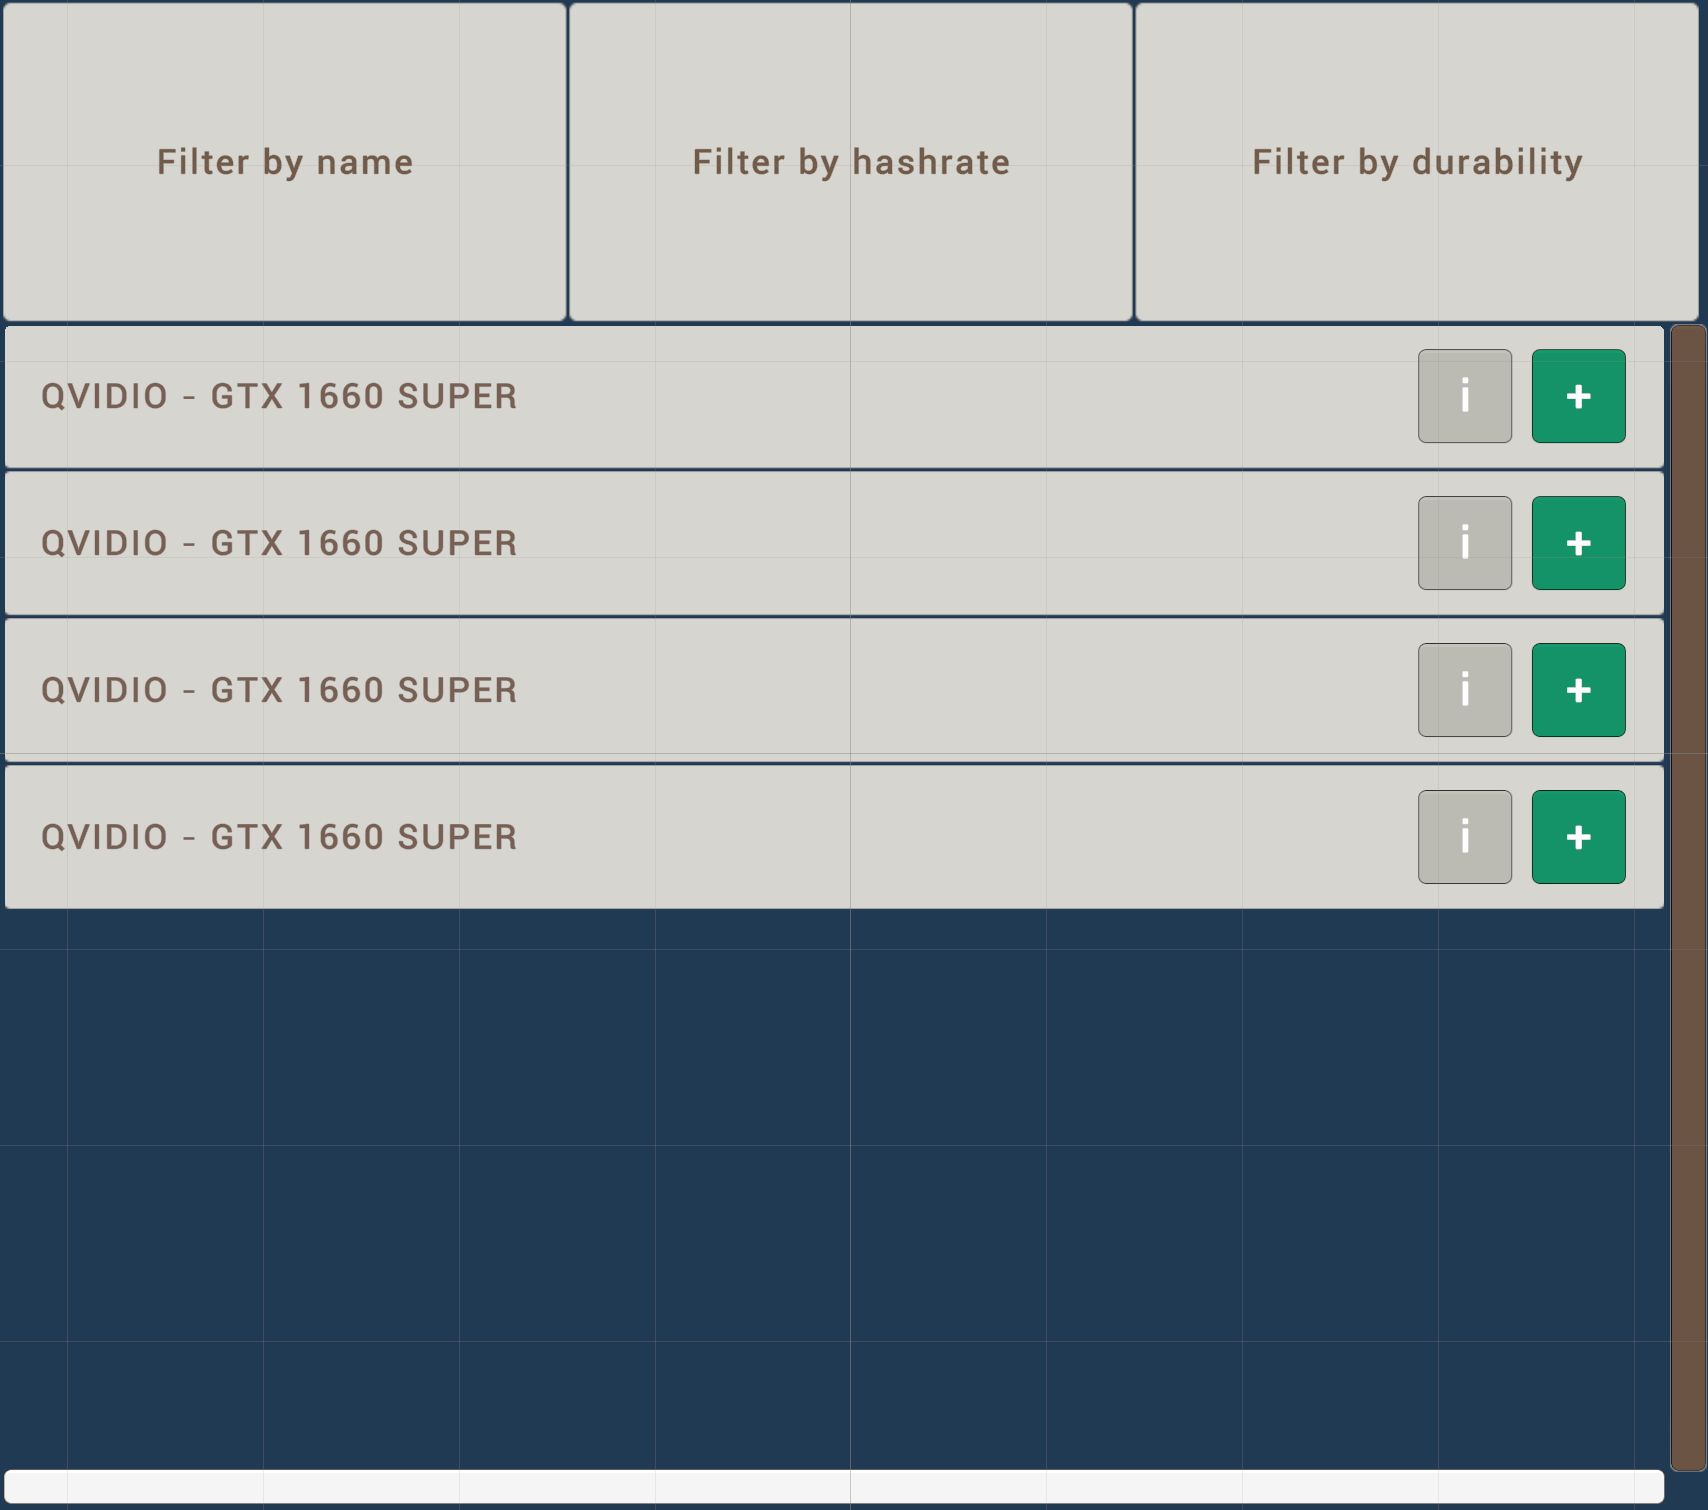 Filter by name
Filter by hashrate
Filter by durability
QVIDIO - GTX 1660 SUPER
i
+
QVIDIO - GTX 1660 SUPER
i
+
QVIDIO - GTX 1660 SUPER
i
+
QVIDIO - GTX 1660 SUPER
i
+